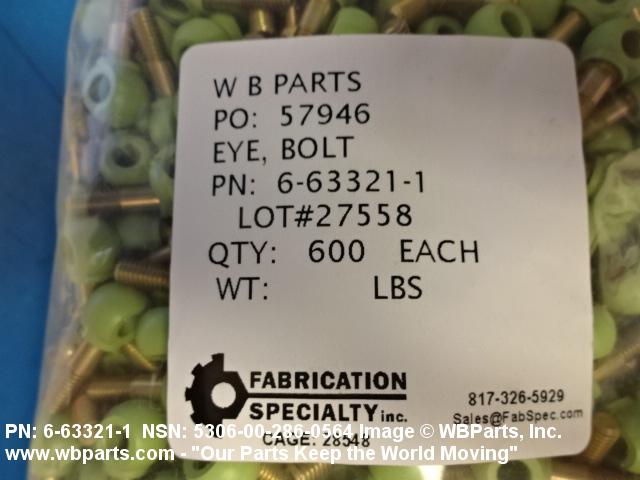 W B PARTS
PO: 57946
EYE, BOLT
PN: 6-63321-1
LOT#27558
QTY: 600 EACH
WT: LBS
FABRICATION
SPECIALTY inc.
817-326-5929
Sales@FabSpec.com
CAGE: 28548
PN: 6-63321-1 NSN: 5306-00-286-0564 Image © WBParts, Inc.
www.wbparts.com - "Our Parts Keep the World Moving"